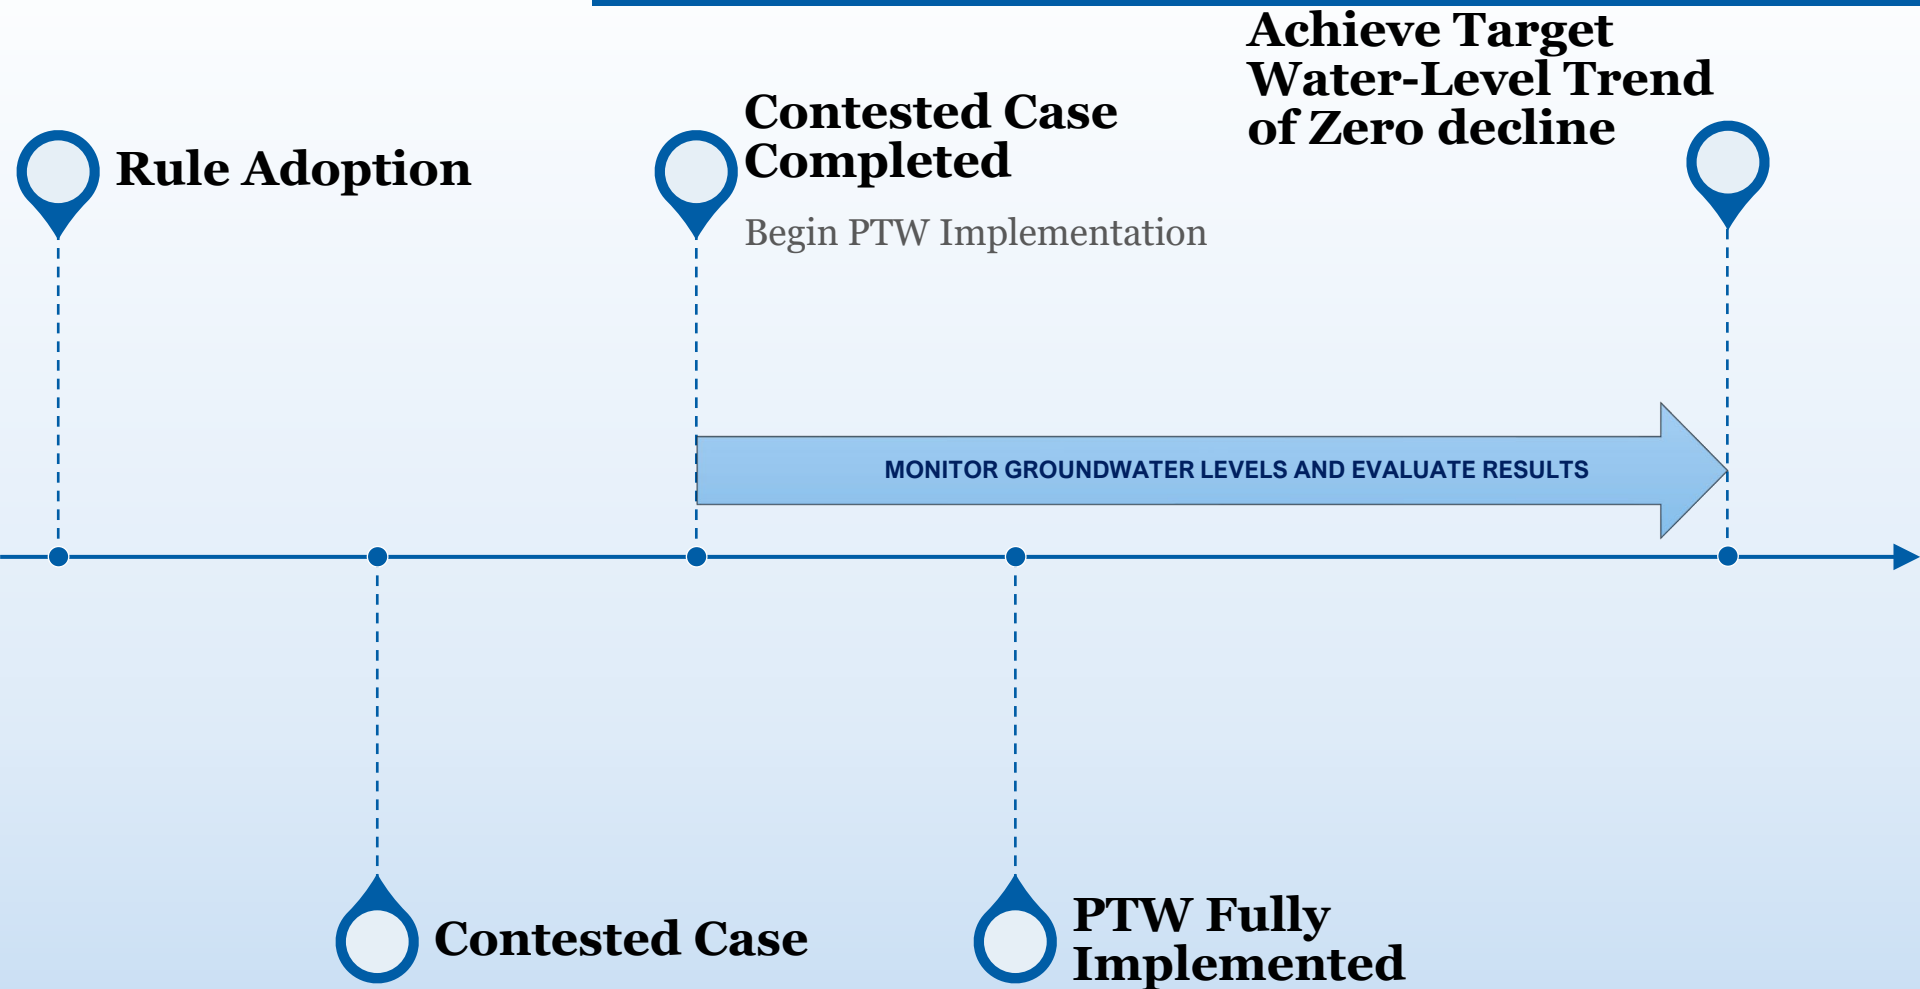 Rule Adoption
Contested Case
Completed
Begin PTW Implementation
Achieve Target
Water-Level Trend
of Zero decline
MONITOR GROUNDWATER LEVELS AND EVALUATE RESULTS
Contested Case
PTW Fully
Implemented